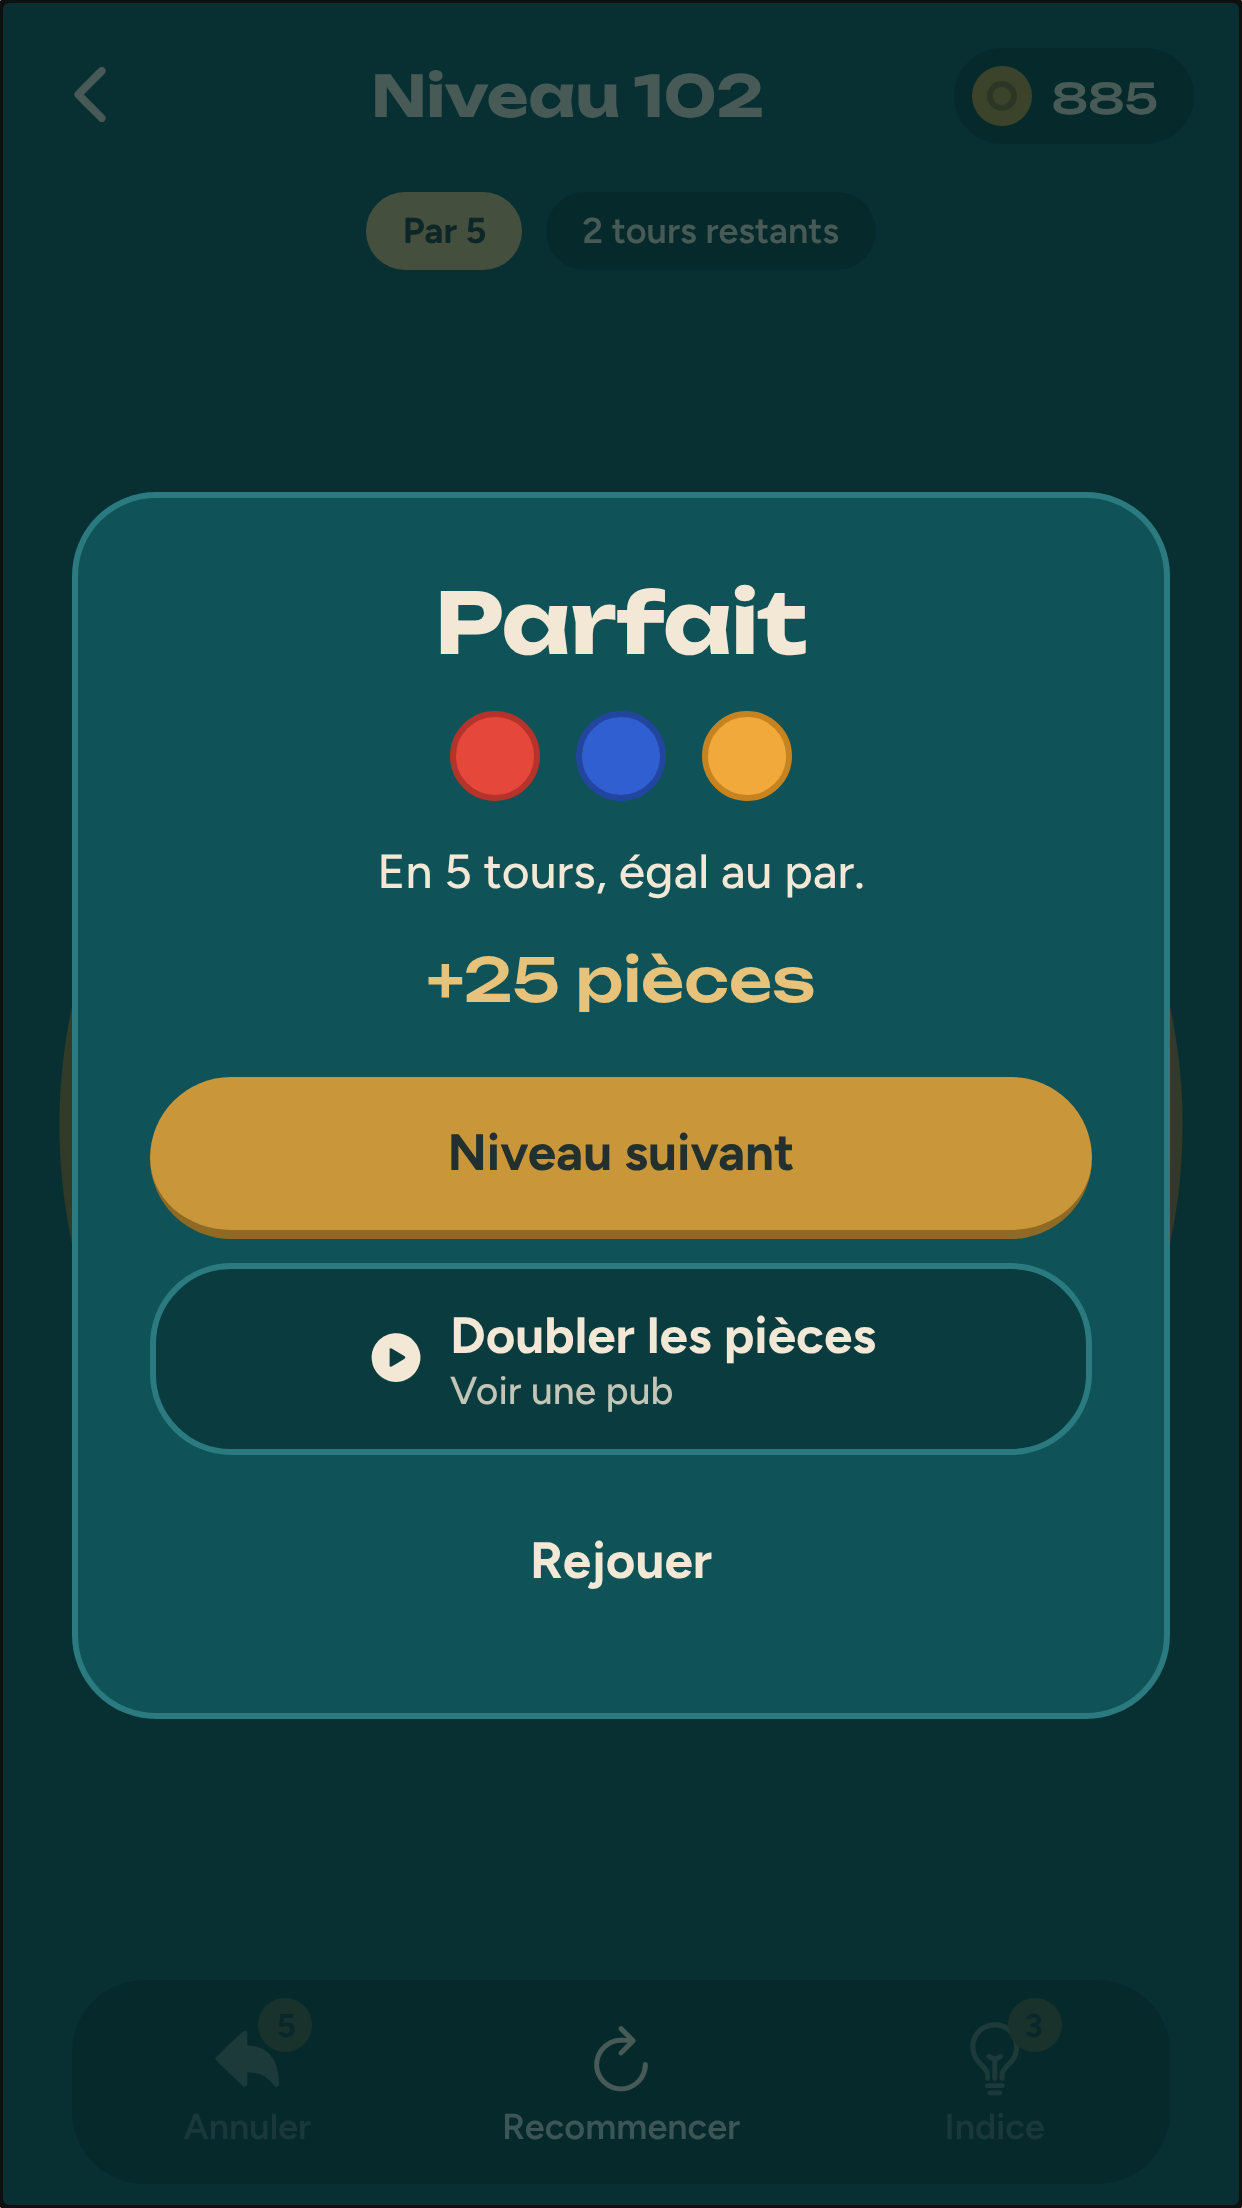 Niveau 102
885
Par 5
2 tours restants
Parfait
En 5 tours, égal au par.
+25 pièces
Niveau suivant
Doubler les pièces
Voir une pub
Rejouer
5
3
Annuler
Recommencer
Indice